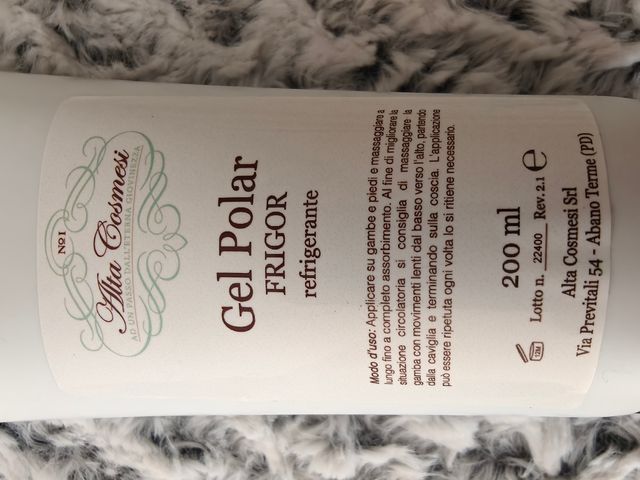 Nº1
Alta Cosmesi
AD UN PASSO DALL'ETERNA GIOVINEZZA
Gel Polar
FRIGOR
refrigerante
Modo d'uso: Applicare su gambe e piedi e massaggiare a
lungo fino a completo assorbimento. Al fine di migliorare la
situazione circolatoria si consiglia di massaggiare la
gamba con movimenti lenti dal basso verso l'alto, partendo
dalla caviglia e terminando sulla coscia. L'applicazione
può essere ripetuta ogni volta lo si ritiene necessario.
200 ml
12M Lotto n. 22400 Rev. 2.1 e
Alta Cosmesi Srl
Via Previtali 54 - Abano Terme (PD)